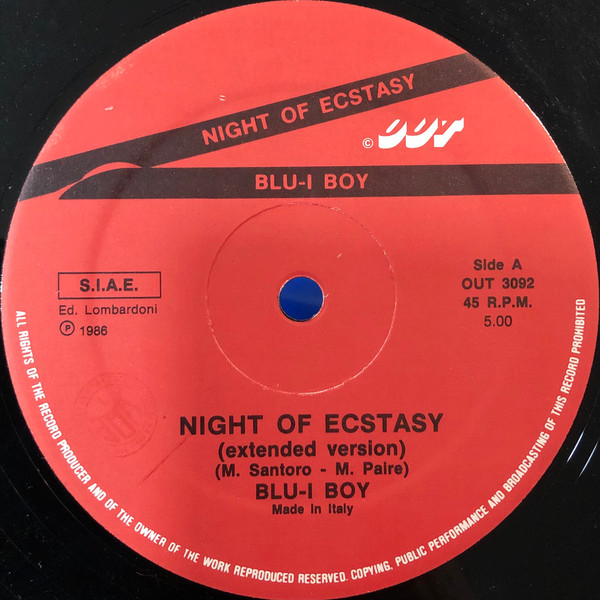 NIGHT OF ECSTASY
© OUT
BLU-I BOY
S.I.A.E.
Ed. Lombardoni
℗ 1986
Side A
OUT 3092
45 R.P.M.
5.00
NIGHT OF ECSTASY
(extended version)
(M. Santoro - M. Paire)
BLU-I BOY
Made in Italy
ALL RIGHTS OF THE RECORD PRODUCER AND OF THE OWNER OF THE WORK REPRODUCED RESERVED. COPYING, PUBLIC PERFORMANCE AND BROADCASTING OF THIS RECORD PROHIBITED